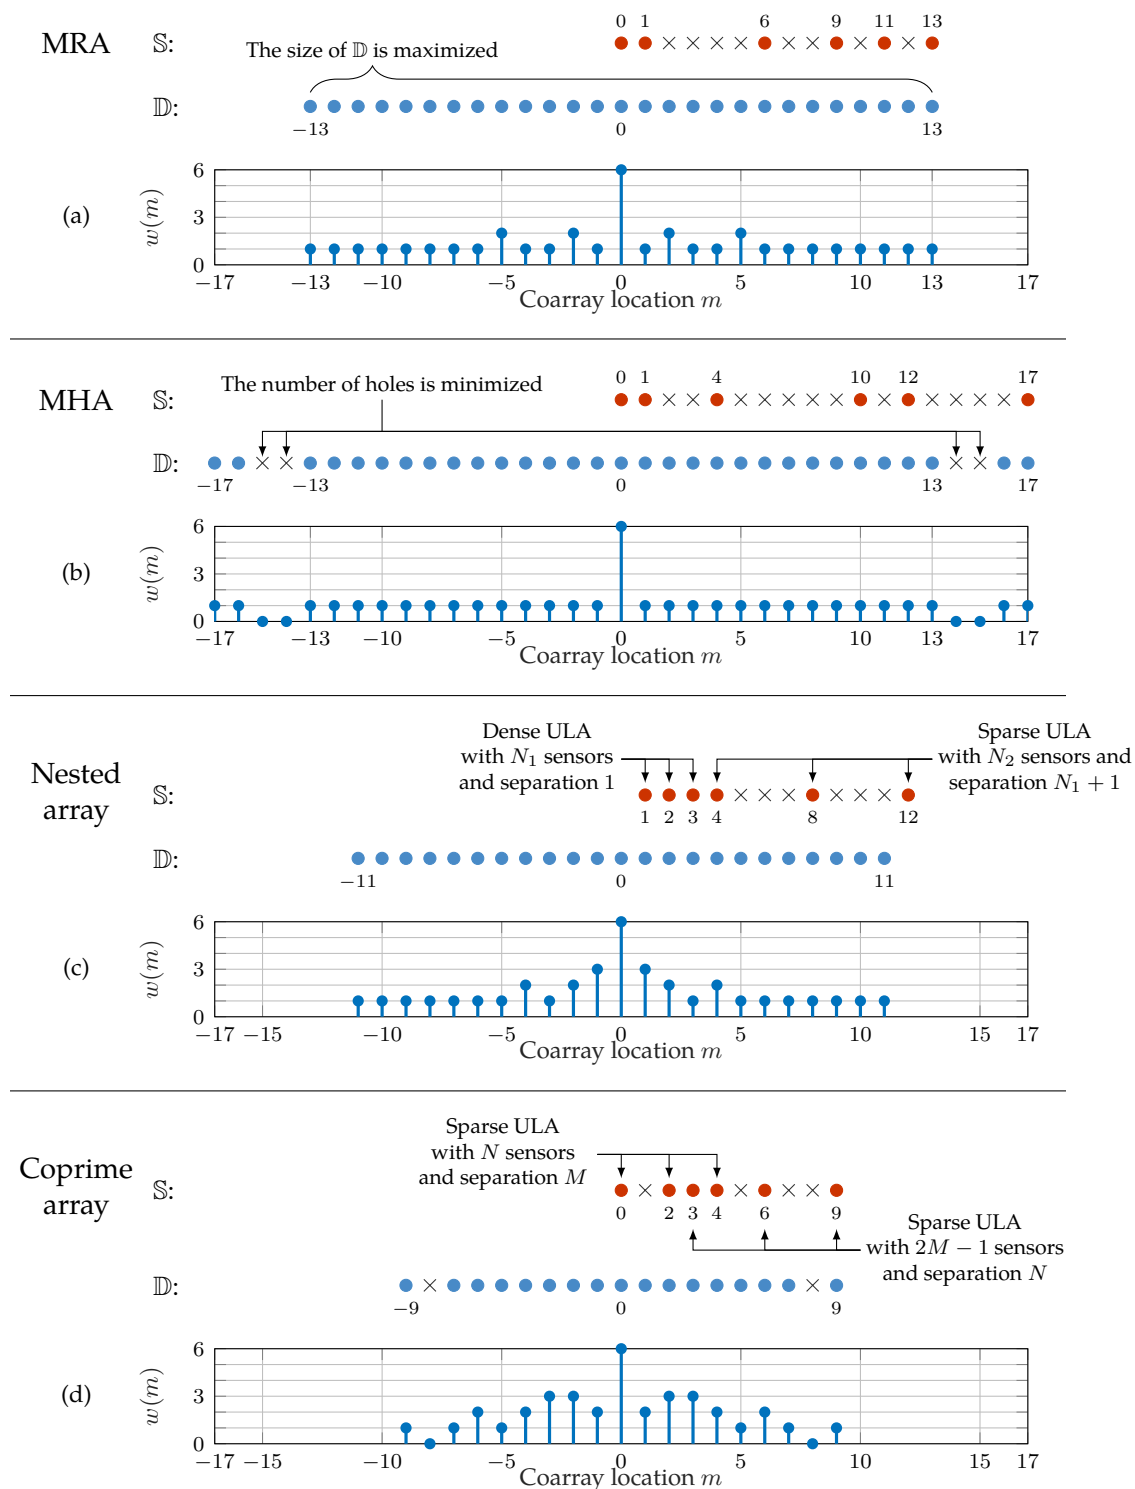 MRA
𝕊:
0 1 6 9 11 13
The size of 𝔻 is maximized
𝔻:
−13 0 13
(a)
w(m)
6
3
0
−17 −13 −10 −5 0 5 10 13 17
Coarray location m
MHA
The number of holes is minimized
𝕊:
0 1 4 10 12 17
𝔻:
−17 −13 0 13 17
(b)
w(m)
6
3
0
−17 −13 −10 −5 0 5 10 13 17
Coarray location m
Nested
array
Dense ULA
with N₁ sensors
and separation 1
Sparse ULA
with N₂ sensors and
separation N₁ + 1
𝕊:
1 2 3 4 8 12
𝔻:
−11 0 11
(c)
w(m)
6
3
0
−17 −15 −10 −5 0 5 10 15 17
Coarray location m
Coprime
array
Sparse ULA
with N sensors
and separation M
𝕊:
0 2 3 4 6 9
Sparse ULA
with 2M − 1 sensors
and separation N
𝔻:
−9 0 9
(d)
w(m)
6
3
0
−17 −15 −10 −5 0 5 10 15 17
Coarray location m